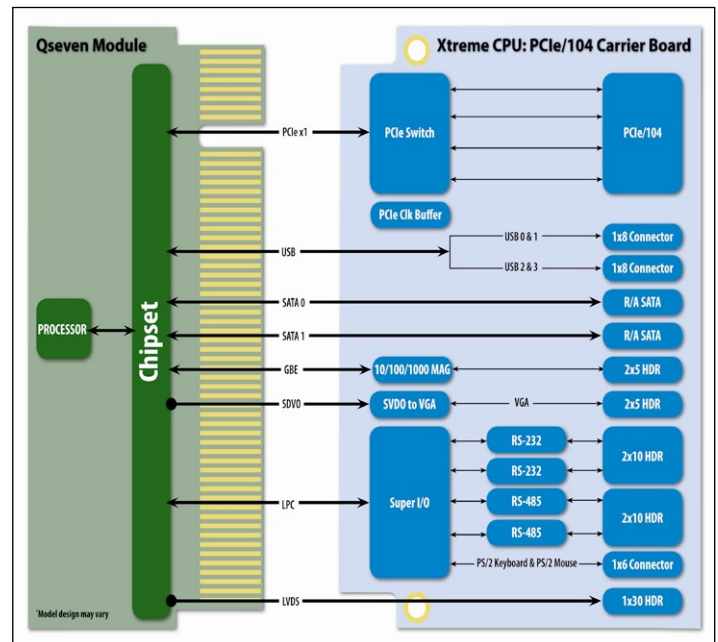 Qseven Module
Xtreme CPU: PCIe/104 Carrier Board
PCIe x1
PCIe Switch
PCIe/104
PCIe Clk Buffer
USB
USB 0 & 1
1x8 Connector
USB 2 & 3
1x8 Connector
SATA 0
R/A SATA
PROCESSOR
Chipset
SATA 1
R/A SATA
GBE
10/100/1000 MAG
2x5 HDR
SDVO
SVDO to VGA
VGA
2x5 HDR
RS-232
2x10 HDR
RS-232
LPC
Super I/O
RS-485
2x10 HDR
RS-485
PS/2 Keyboard & PS/2 Mouse
1x6 Connector
LVDS
1x30 HDR
*Model design may vary